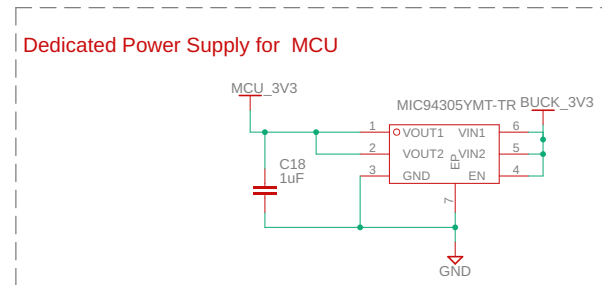 Dedicated Power Supply for MCU
MCU_3V3
MIC94305YMT-TR
BUCK_3V3
1 VOUT1 VIN1 6
2 VOUT2 VIN2 5
3 GND EP EN 4
C18
1uF
7
GND